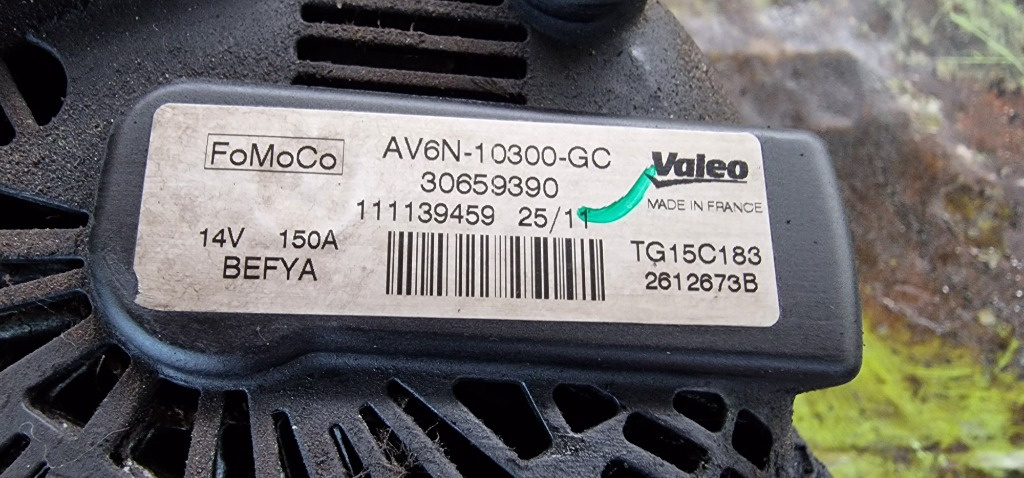 FoMoCo
AV6N-10300-GC
30659390
111139459 25/11
14V 150A
BEFYA
Valeo
MADE IN FRANCE
TG15C183
2612673B